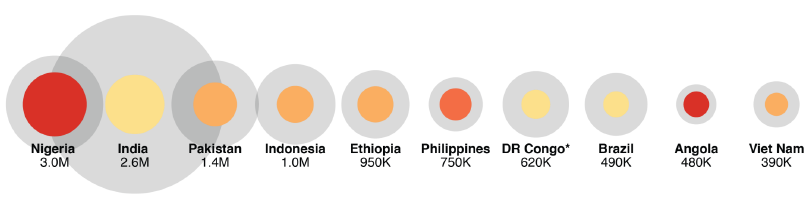 Nigeria India Pakistan Indonesia Ethiopia Philippines DR Congo* Brazil Angola Viet Nam
3.0M 2.6M 1.4M 1.0M 950K 750K 620K 490K 480K 390K